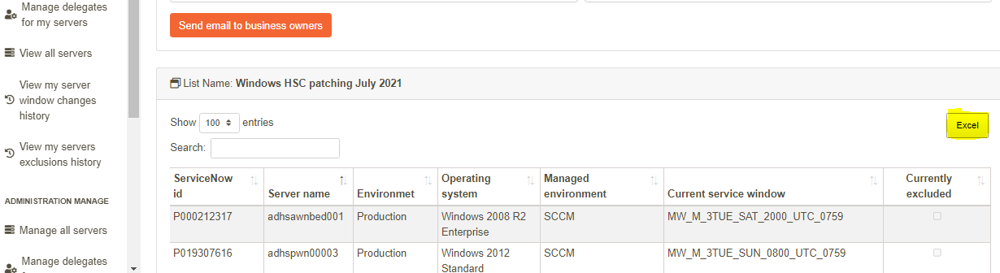 Manage delegates
for my servers
View all servers
View my server
window changes
history
View my servers
exclusions history
ADMINISTRATION MANAGE
Manage all servers
Manage delegates
Send email to business owners
List Name: Windows HSC patching July 2021
Show 100 entries
Excel
Search:
ServiceNow
id
Server name
Environmet
Operating
system
Managed
environment
Current service window
Currently
excluded
P000212317
adhsawnbed001
Production
Windows 2008 R2
Enterprise
SCCM
MW_M_3TUE_SAT_2000_UTC_0759
P019307616
adhspwn00003
Production
Windows 2012
Standard
SCCM
MW_M_3TUE_SUN_0800_UTC_0759